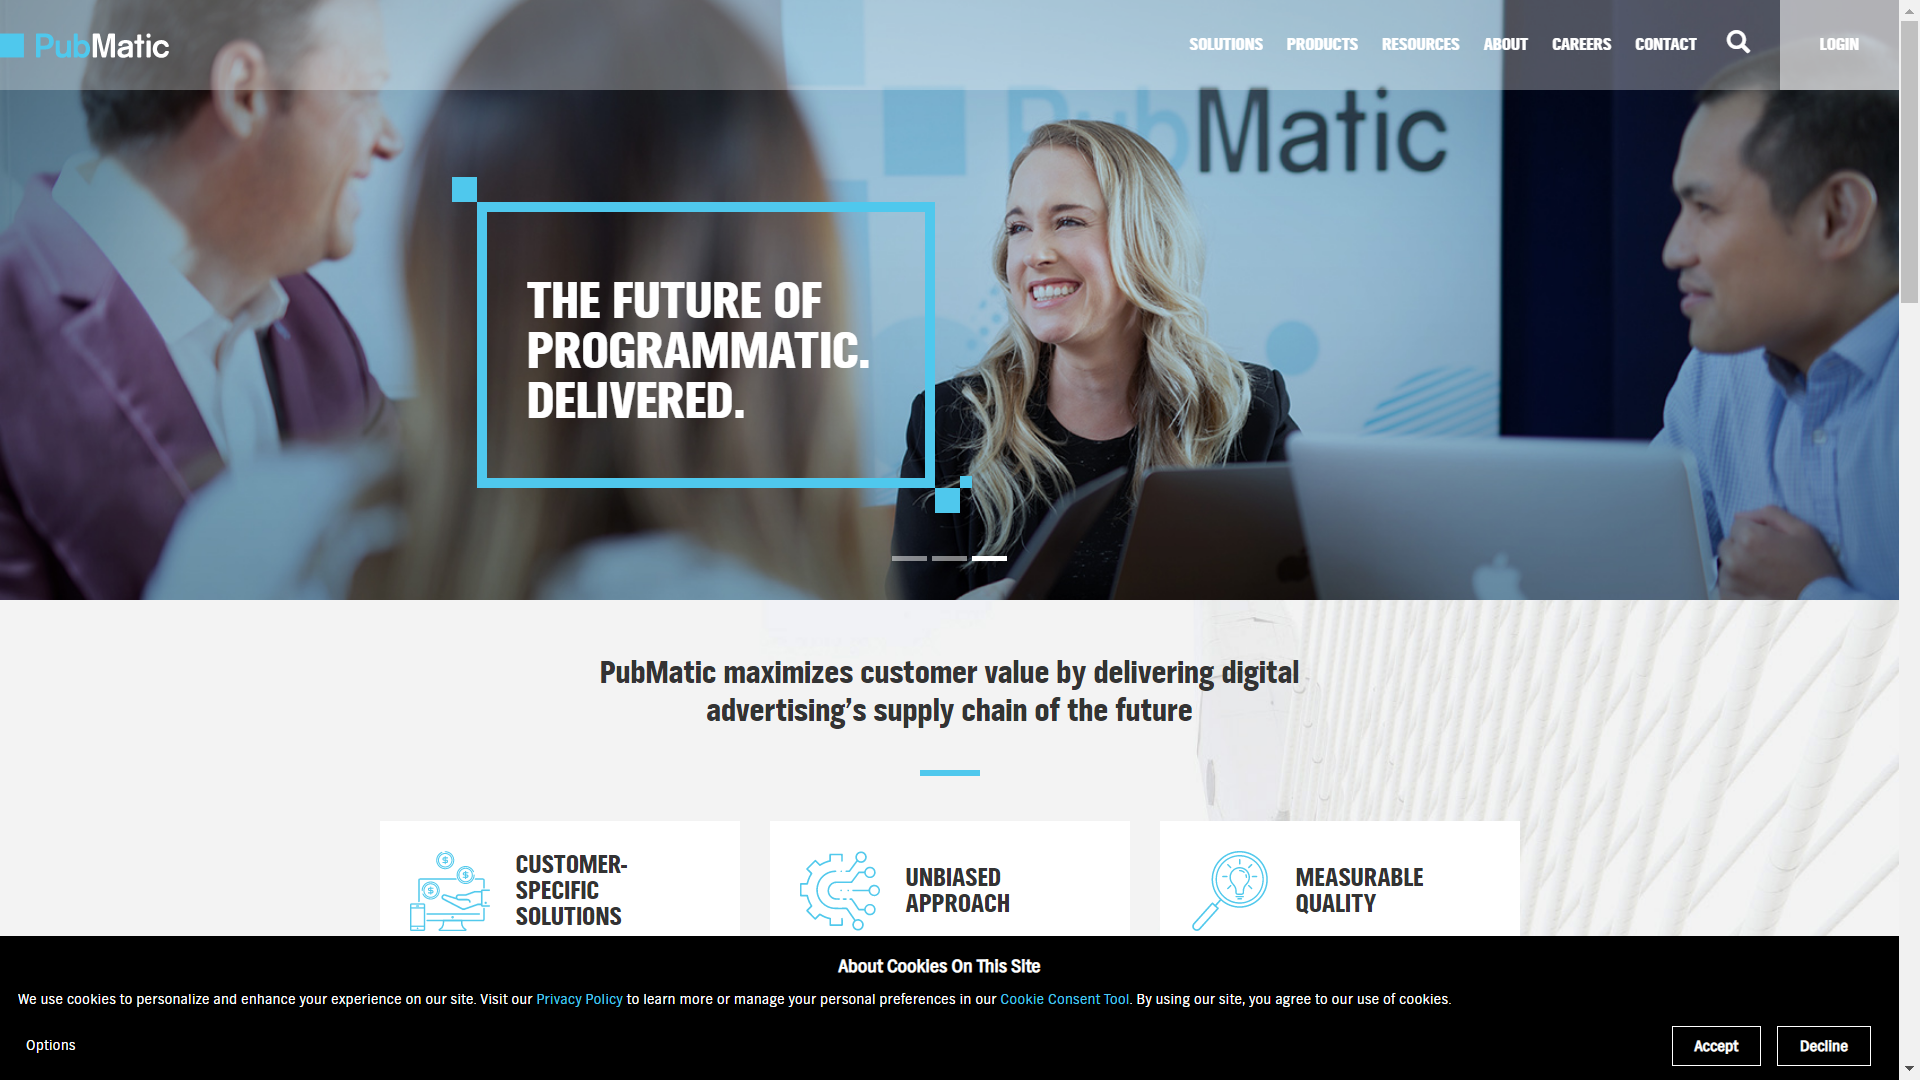 PubMatic
SOLUTIONS PRODUCTS RESOURCES ABOUT CAREERS CONTACT LOGIN
PubMatic
THE FUTURE OF
PROGRAMMATIC.
DELIVERED.
PubMatic maximizes customer value by delivering digital
advertising’s supply chain of the future
CUSTOMER-
SPECIFIC
SOLUTIONS
UNBIASED
APPROACH
MEASURABLE
QUALITY
About Cookies On This Site
We use cookies to personalize and enhance your experience on our site. Visit our Privacy Policy to learn more or manage your personal preferences in our Cookie Consent Tool. By using our site, you agree to our use of cookies.
Options
Accept
Decline